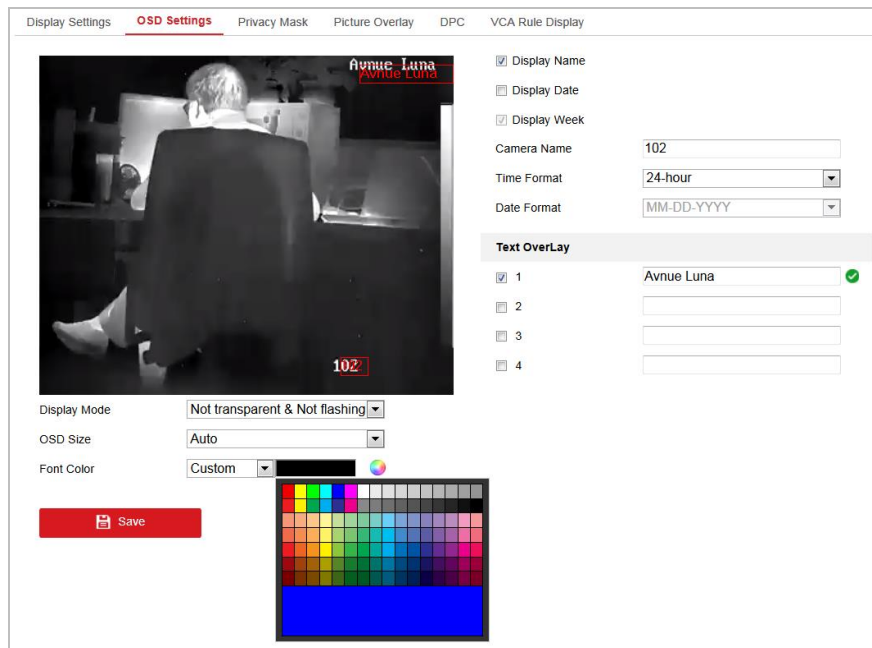 Display Settings OSD Settings Privacy Mask Picture Overlay DPC VCA Rule Display
Avnue Luna
Avnue Luna
102
102
Display Name
Display Date
Display Week
Camera Name 102
Time Format 24-hour
Date Format MM-DD-YYYY
Text OverLay
1 Avnue Luna
2
3
4
Display Mode Not transparent & Not flashing
OSD Size Auto
Font Color Custom
Save